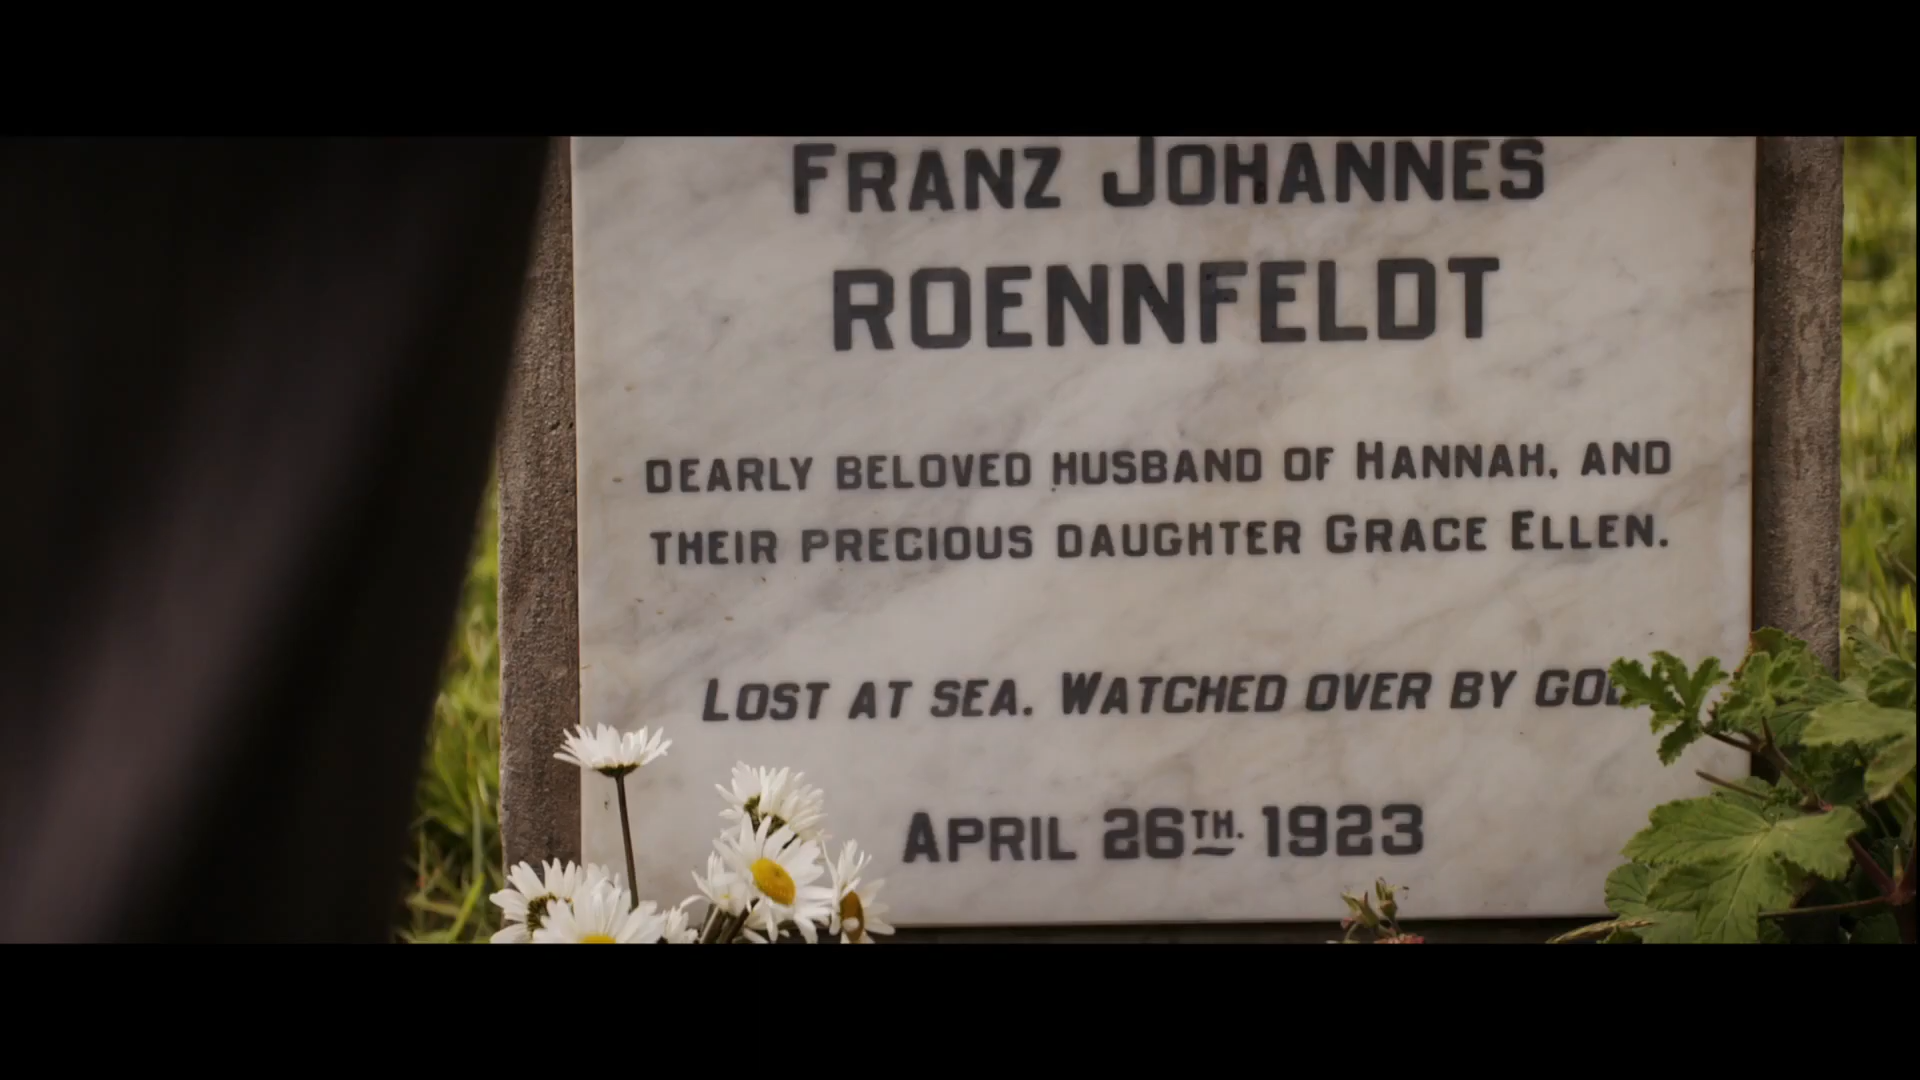 FRANZ JOHANNES
ROENNFELDT
DEARLY BELOVED HUSBAND OF HANNAH, AND
THEIR PRECIOUS DAUGHTER GRACE ELLEN.
LOST AT SEA. WATCHED OVER BY GOD
APRIL 26TH. 1923